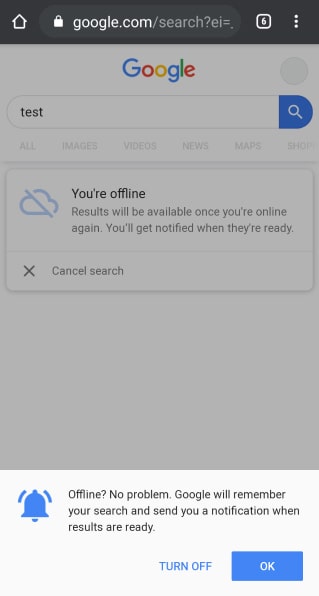 google.com/search?ei=_
6
Google
test
ALL IMAGES VIDEOS NEWS MAPS SHOPI
You're offline
Results will be available once you're online
again. You'll get notified when they're ready.
Cancel search
Offline? No problem. Google will remember
your search and send you a notification when
results are ready.
TURN OFF OK